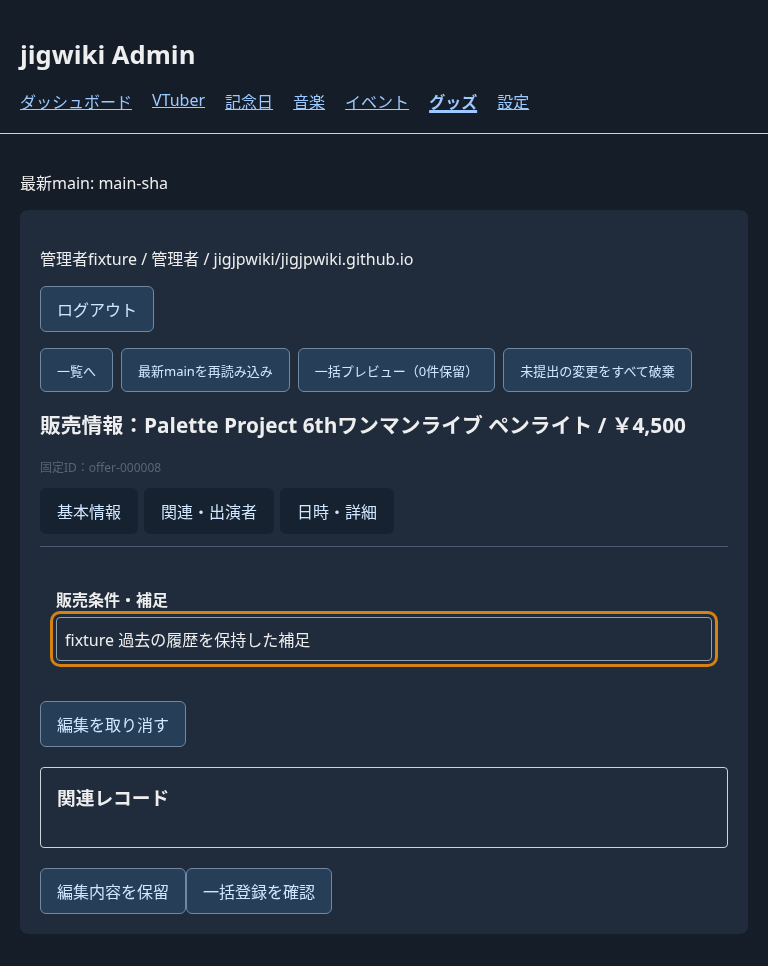 jigwiki Admin
ダッシュボード VTuber 記念日 音楽 イベント グッズ 設定
最新main: main-sha
管理者fixture / 管理者 / jigjpwiki/jigjpwiki.github.io
ログアウト
一覧へ 最新mainを再読み込み 一括プレビュー（0件保留） 未提出の変更をすべて破棄
販売情報：Palette Project 6thワンマンライブ ペンライト / ￥4,500
固定ID：offer-000008
基本情報 関連・出演者 日時・詳細
販売条件・補足
fixture 過去の履歴を保持した補足
編集を取り消す
関連レコード
編集内容を保留 一括登録を確認